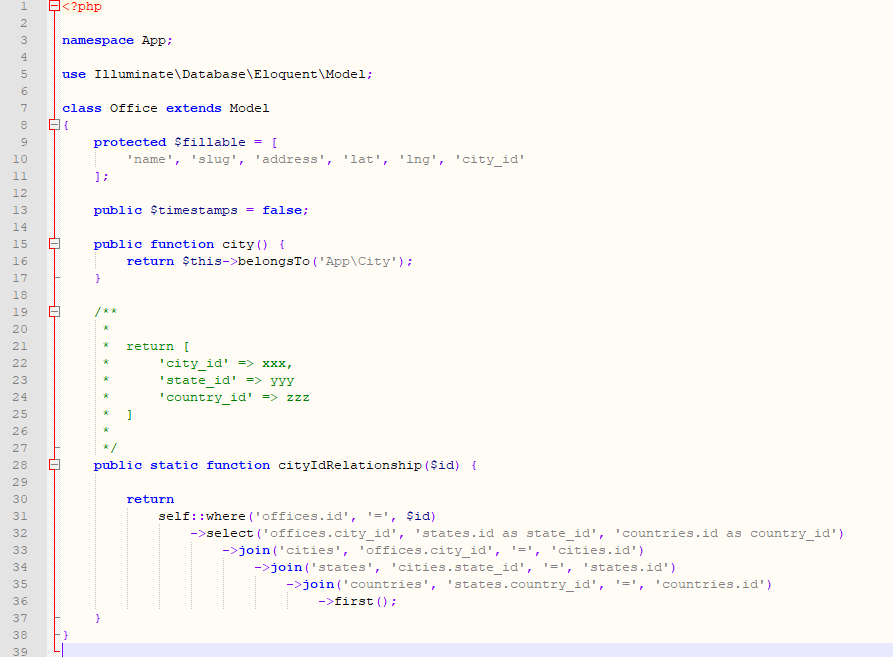 1 <?php
2
3 namespace App;
4
5 use Illuminate\Database\Eloquent\Model;
6
7 class Office extends Model
8 {
9     protected $fillable = [
10         'name', 'slug', 'address', 'lat', 'lng', 'city_id'
11     ];
12
13     public $timestamps = false;
14
15     public function city() {
16         return $this->belongsTo('App\City');
17     }
18
19     /**
20      *
21      *  return [
22      *      'city_id' => xxx,
23      *      'state_id' => yyy
24      *      'country_id' => zzz
25      *  ]
26      *
27      */
28     public static function cityIdRelationship($id) {
29
30         return
31             self::where('offices.id', '=', $id)
32                 ->select('offices.city_id', 'states.id as state_id', 'countries.id as country_id')
33                     ->join('cities', 'offices.city_id', '=', 'cities.id')
34                         ->join('states', 'cities.state_id', '=', 'states.id')
35                             ->join('countries', 'states.country_id', '=', 'countries.id')
36                                 ->first();
37     }
38 }
39